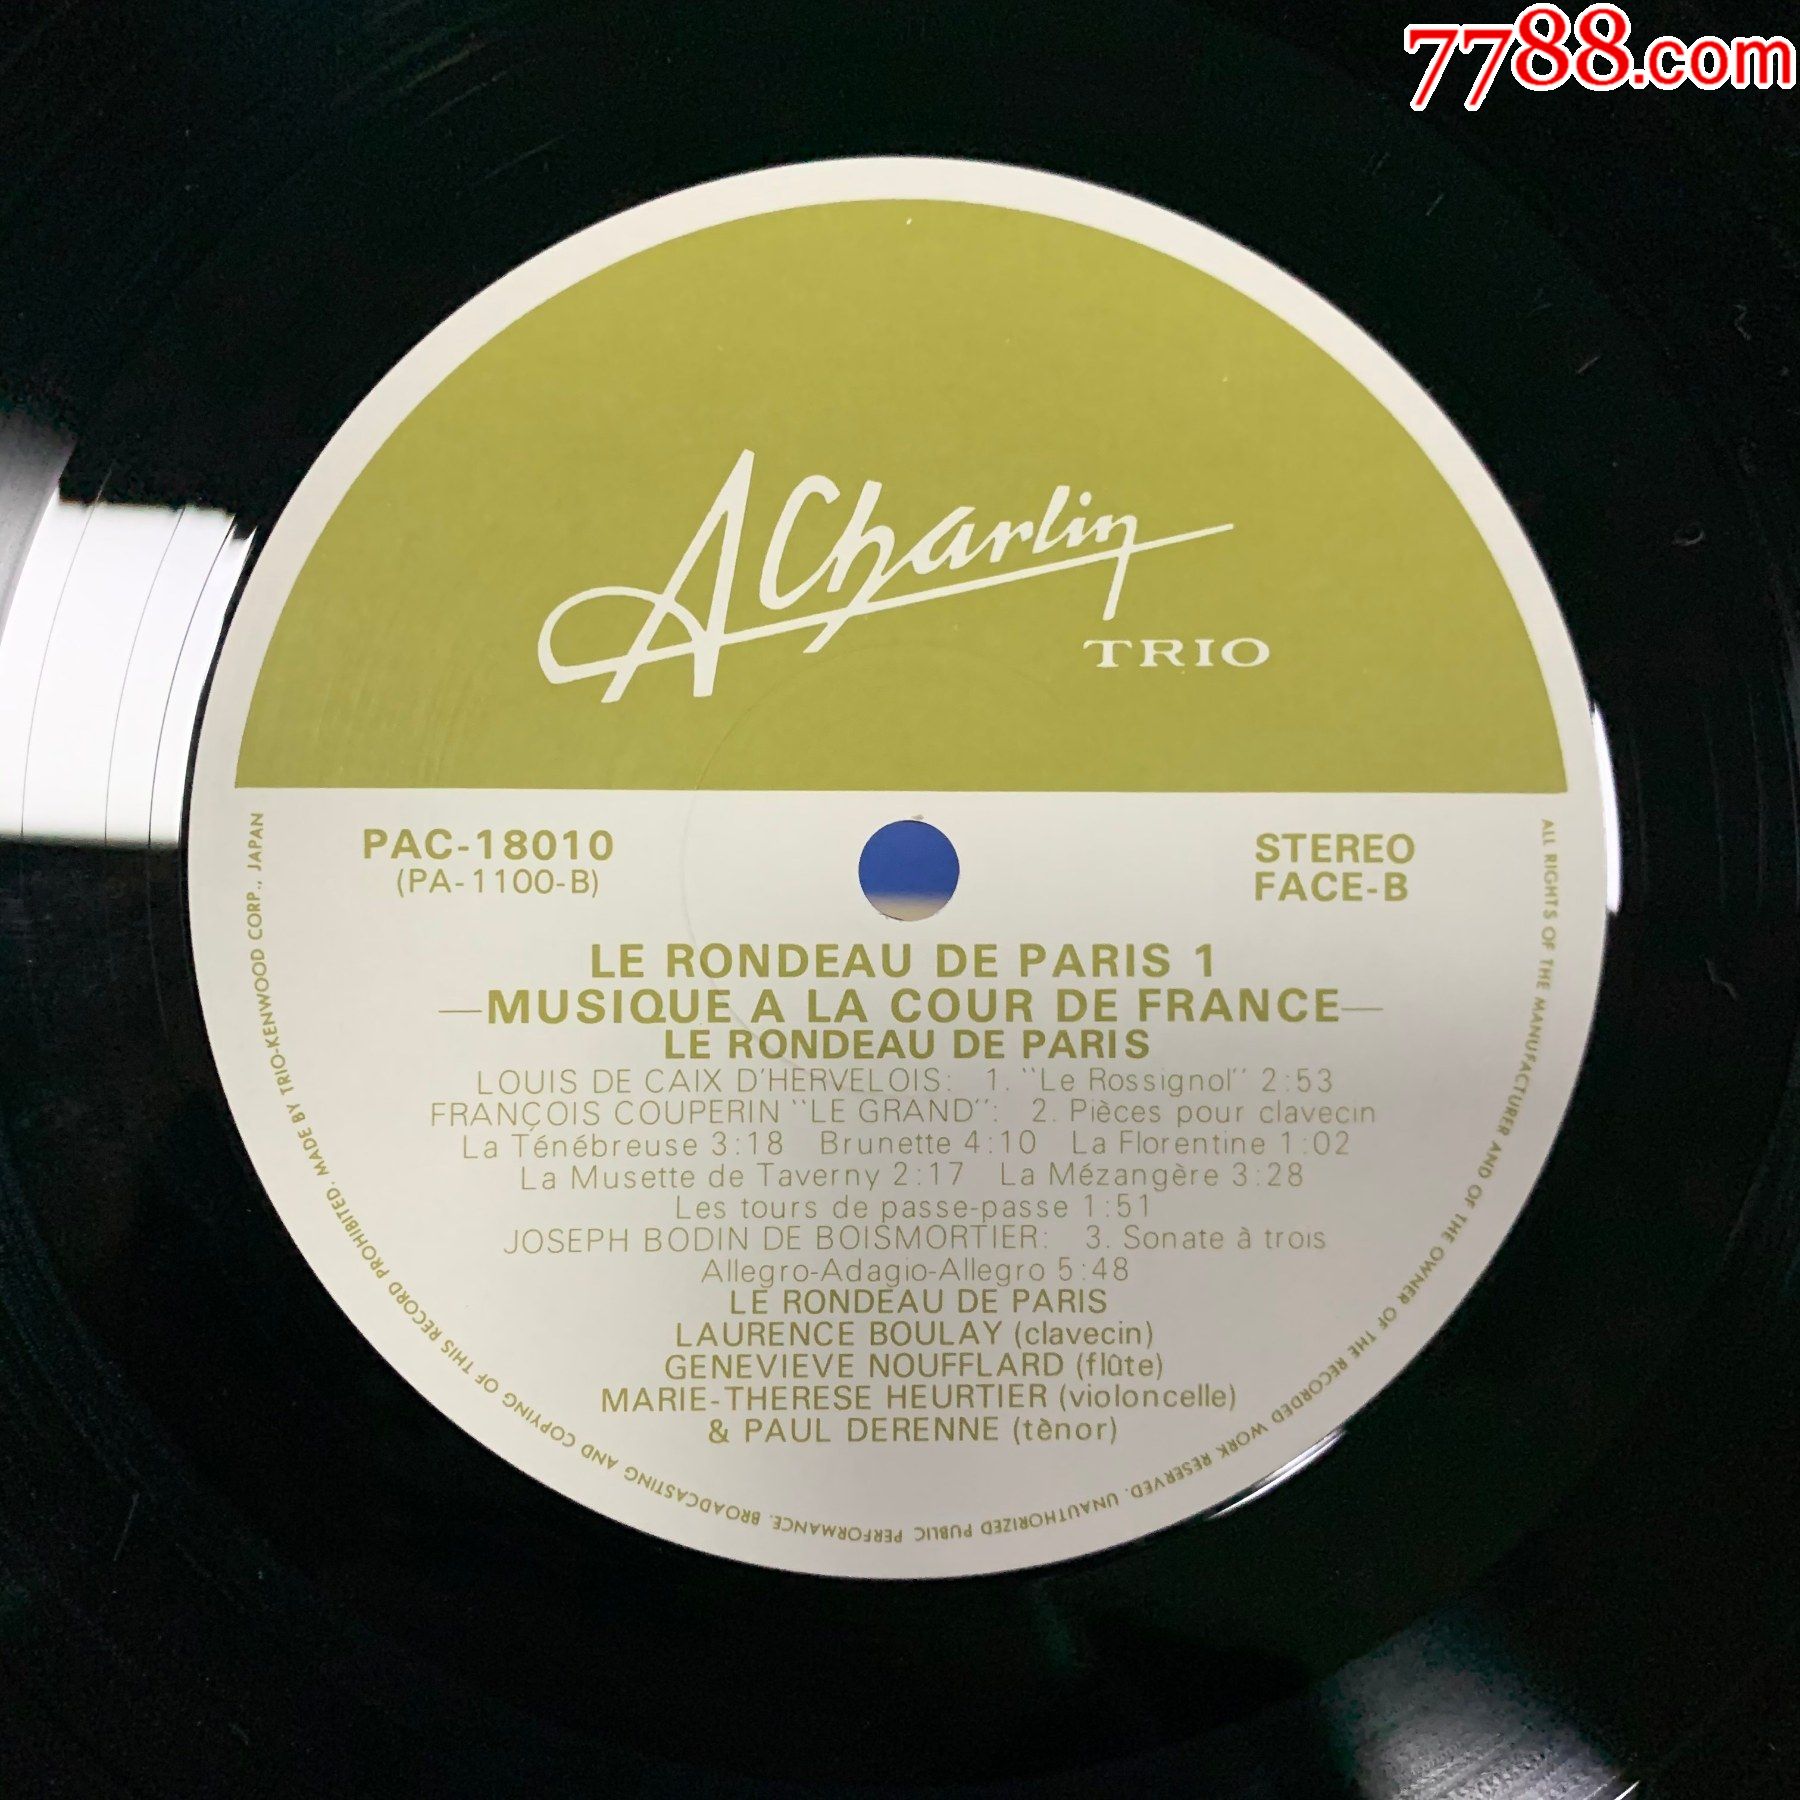 7788.com
ACharlin
TRIO
PAC-18010
(PA-1100-B)
STEREO
FACE-B
LE RONDEAU DE PARIS 1
—MUSIQUE A LA COUR DE FRANCE—
LE RONDEAU DE PARIS
LOUIS DE CAIX D'HERVELOIS: 1. "Le Rossignol" 2:53
FRANÇOIS COUPERIN "LE GRAND": 2. Pièces pour clavecin
La Ténébreuse 3:18 Brunette 4:10 La Florentine 1:02
La Musette de Taverny 2:17 La Mézangère 3:28
Les tours de passe-passe 1:51
JOSEPH BODIN DE BOISMORTIER: 3. Sonate à trois
Allegro-Adagio-Allegro 5:48
LE RONDEAU DE PARIS
LAURENCE BOULAY (clavecin)
GENEVIEVE NOUFFLARD (flûte)
MARIE-THERESE HEURTIER (violoncelle)
& PAUL DERENNE (tènor)
ALL RIGHTS OF THE MANUFACTURER AND OF THE OWNER OF THE RECORDED WORK RESERVED. UNAUTHORIZED PUBLIC PERFORMANCE. BROADCASTING AND COPYING OF THIS RECORD PROHIBITED. MADE BY TRIO-KENWOOD CORP., JAPAN